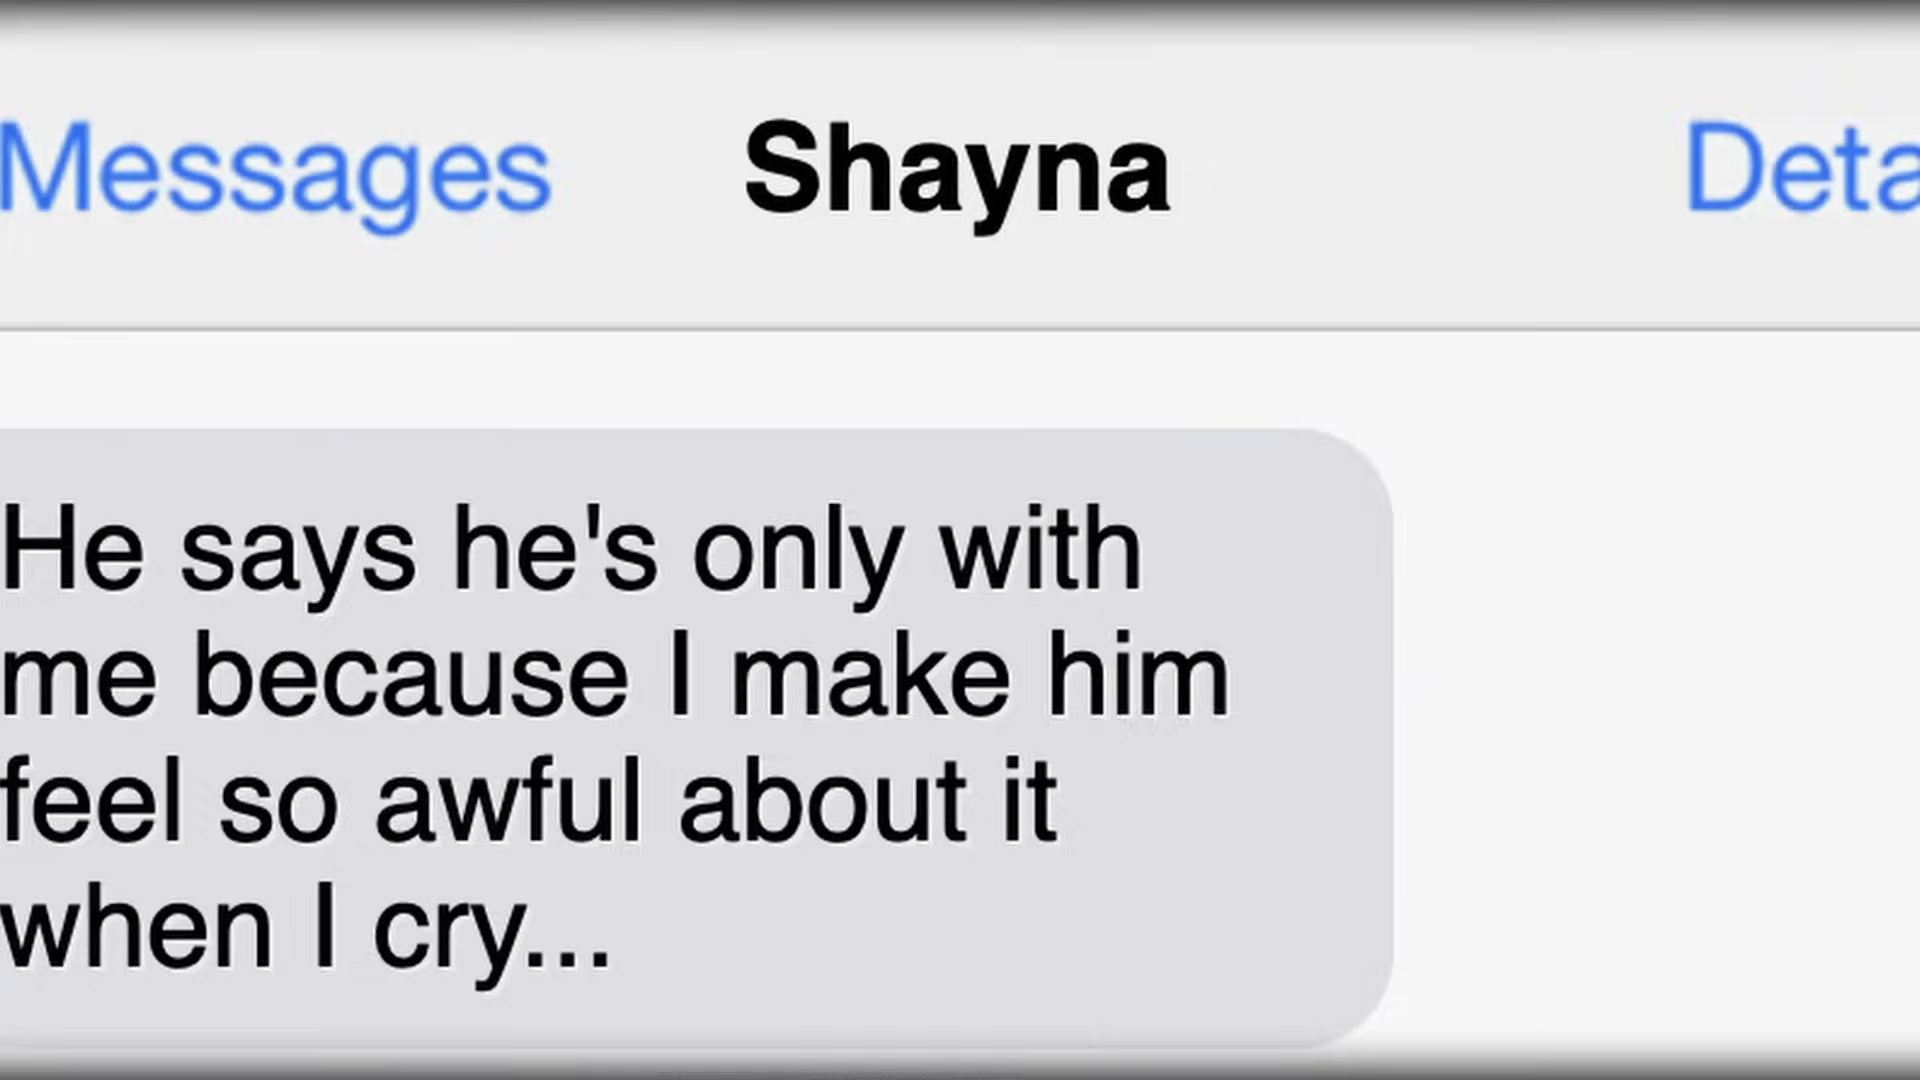 Messages Shayna Deta
He says he's only with
me because I make him
feel so awful about it
when I cry...